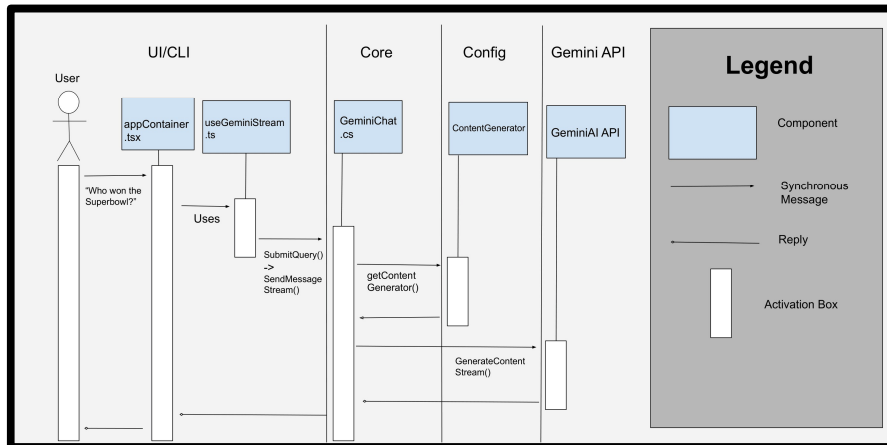 UI/CLI
Core
Config
Gemini API
User
appContainer
.tsx
useGeminiStream
.ts
GeminiChat
.cs
ContentGenerator
GeminiAI API
"Who won the
Superbowl?"
Uses
SubmitQuery()
->
SendMessage
Stream()
getContent
Generator()
GenerateContent
Stream()
Legend
Component
Synchronous
Message
Reply
Activation Box